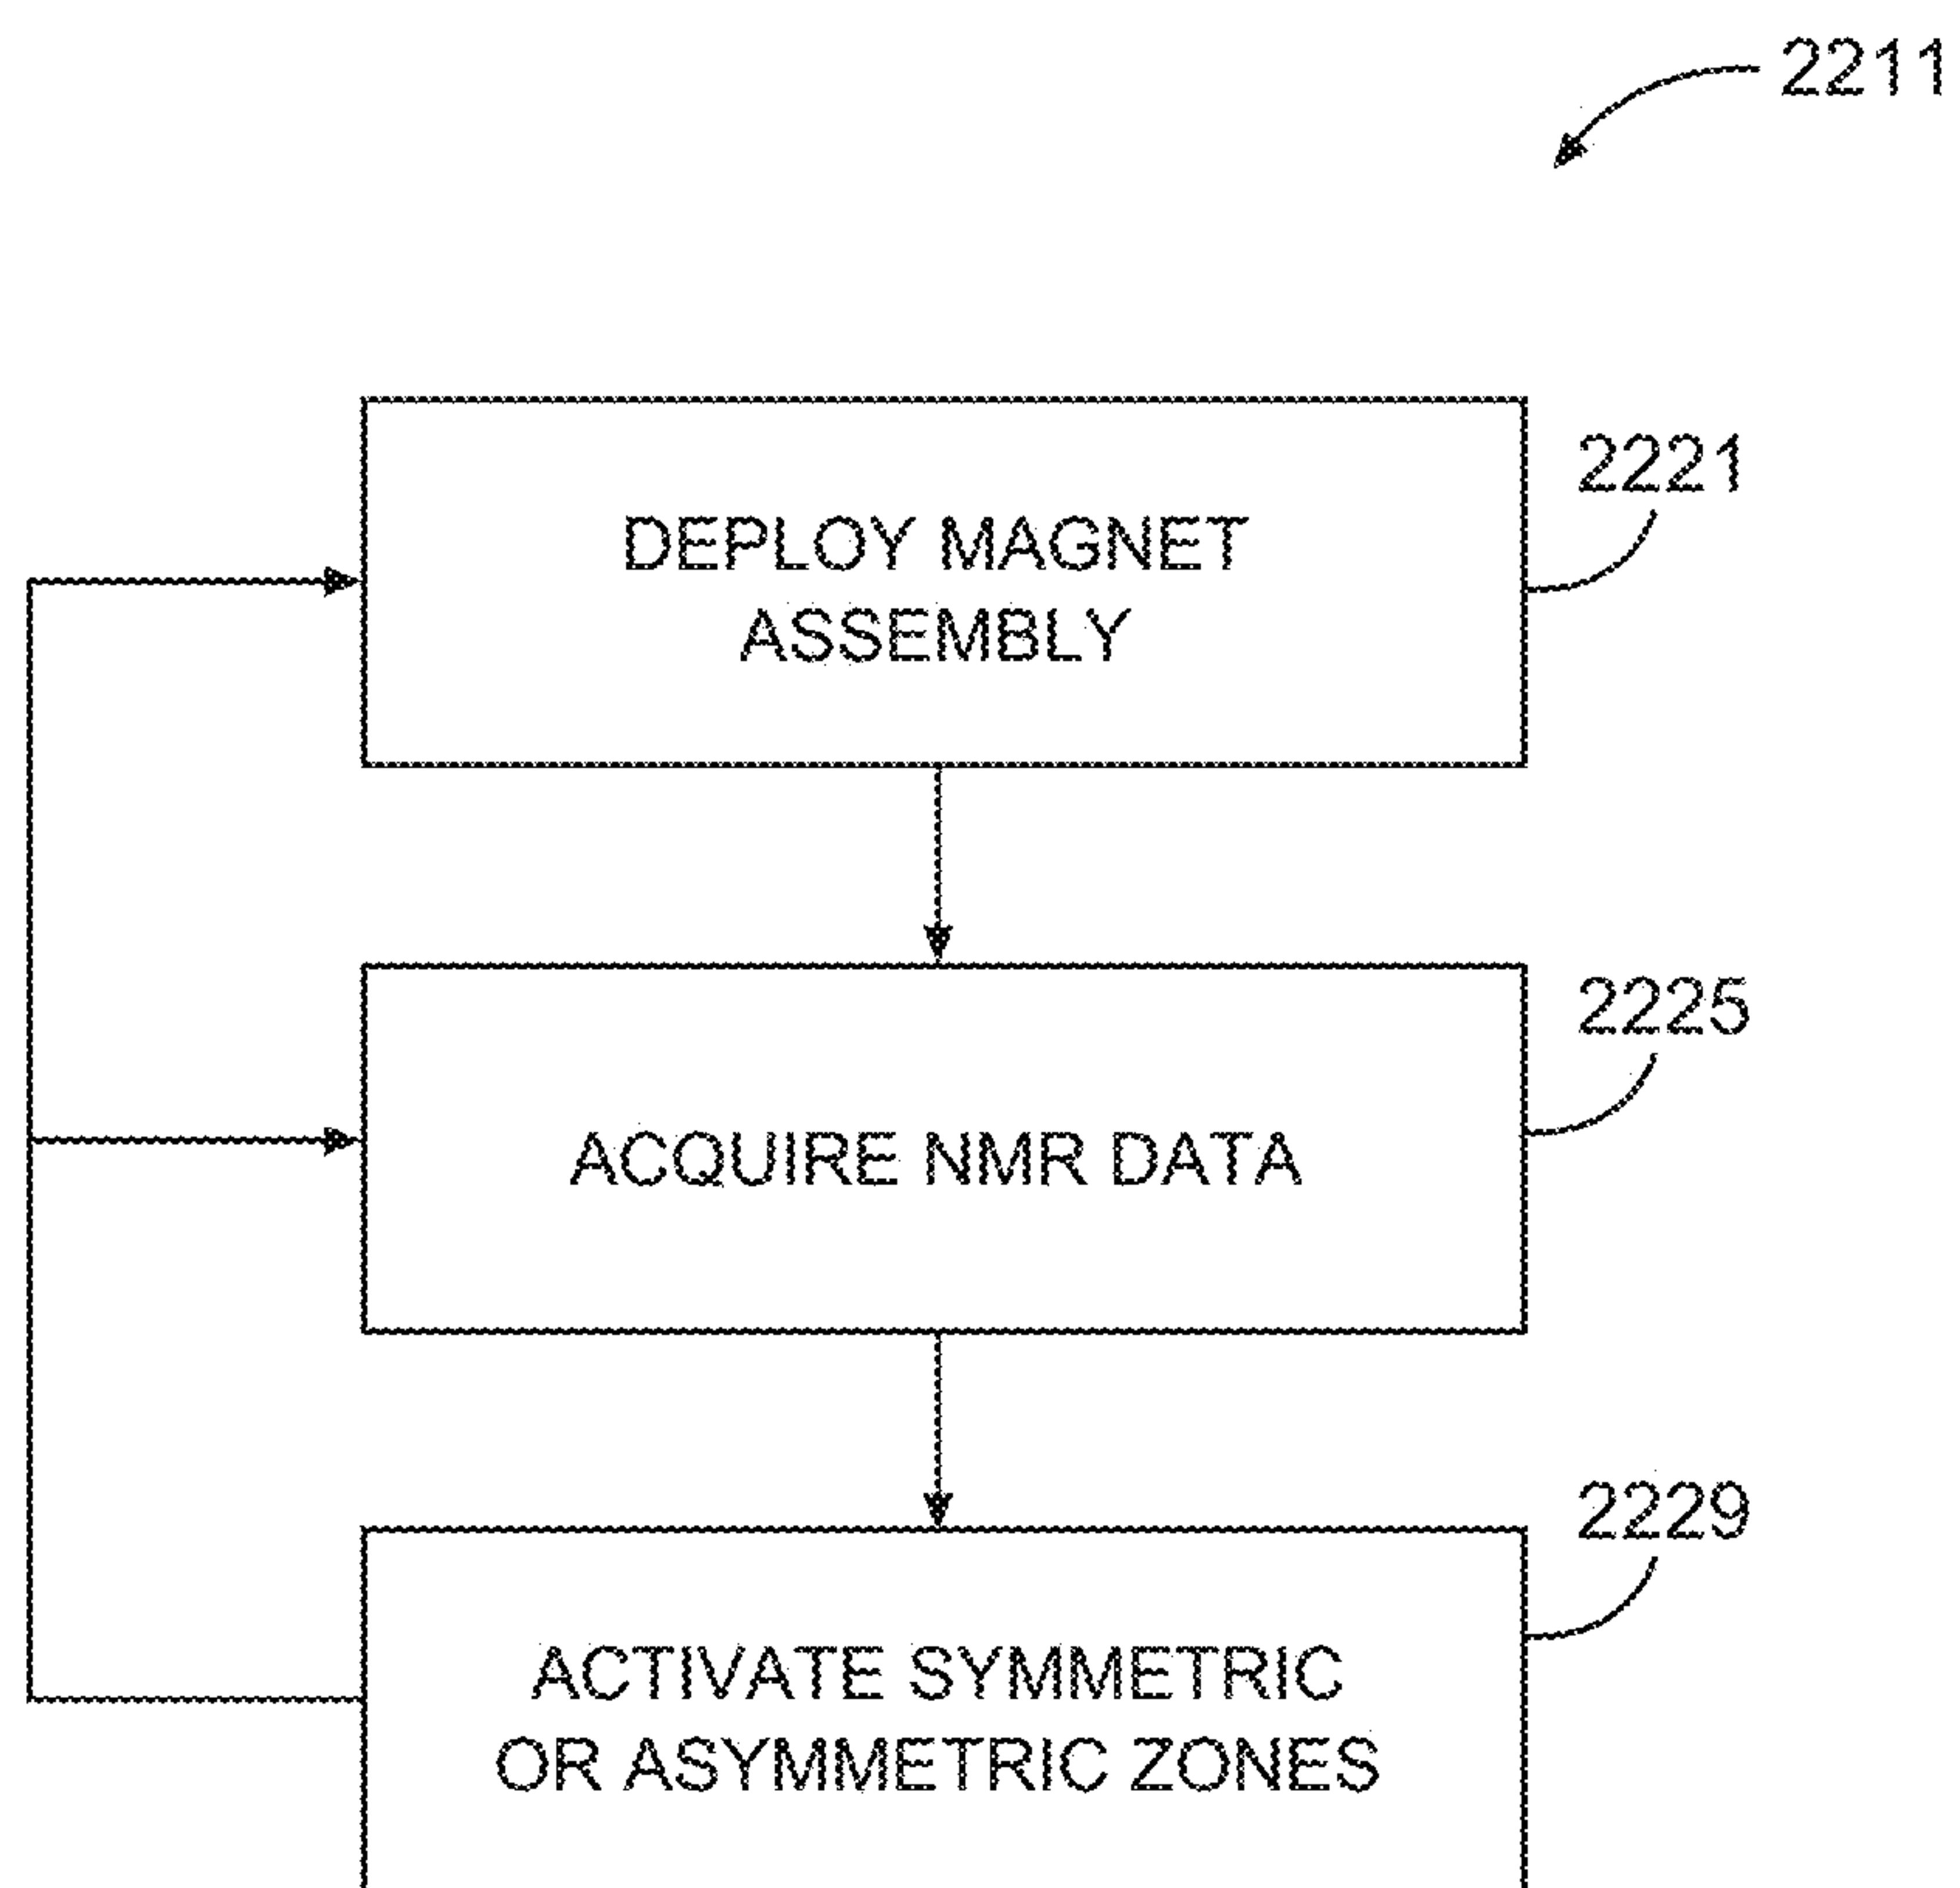 2211
2221
DEPLOY MAGNET
ASSEMBLY
2225
ACQUIRE NMR DATA
2229
ACTIVATE SYMMETRIC
OR ASYMMETRIC ZONES